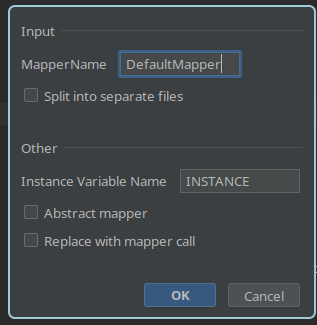 Input
MapperName DefaultMapper
Split into separate files
Other
Instance Variable Name INSTANCE
Abstract mapper
Replace with mapper call
OK Cancel